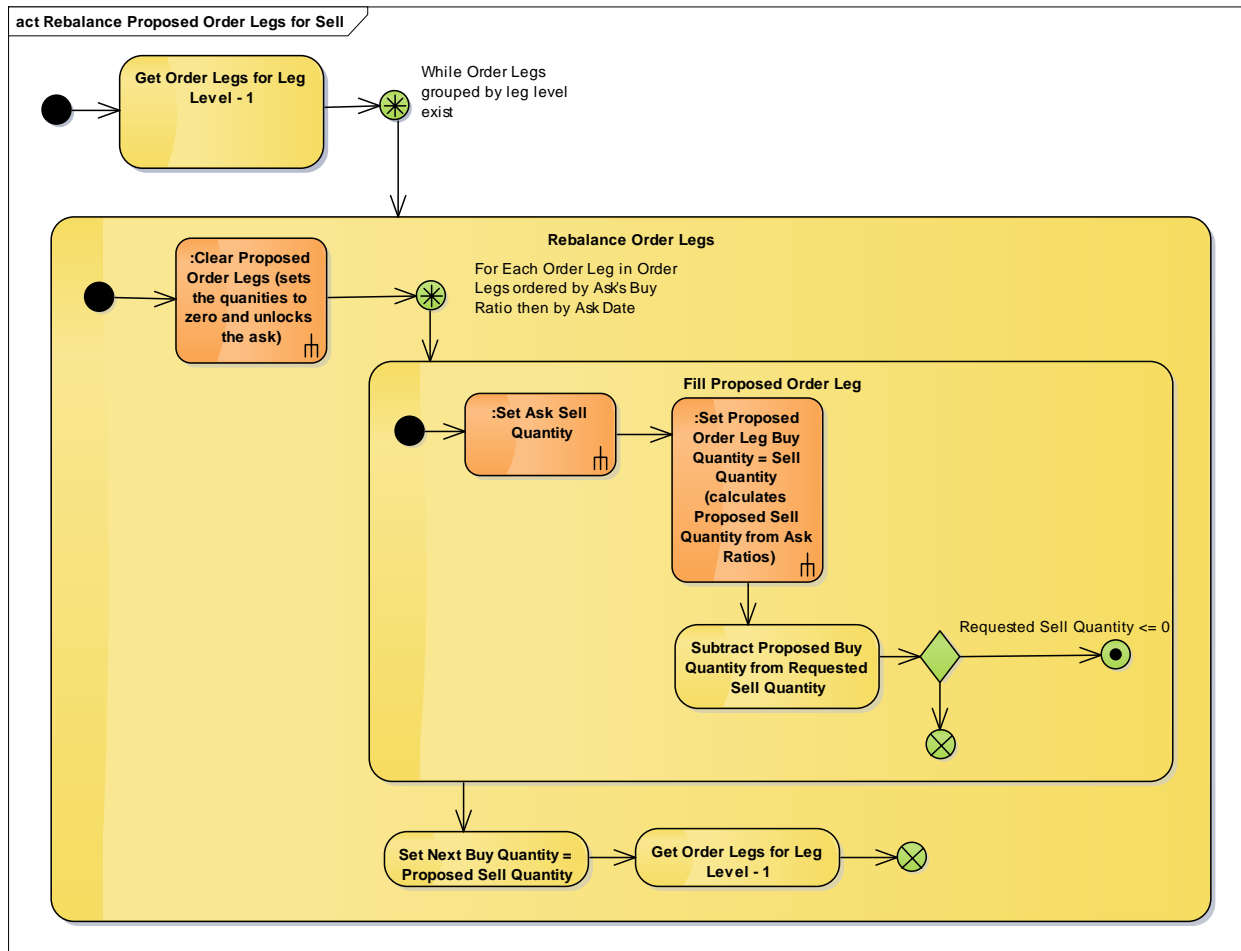 act Rebalance Proposed Order Legs for Sell
Get Order Legs for Leg
Level - 1
While Order Legs
grouped by leg level
exist
Rebalance Order Legs
:Clear Proposed
Order Legs (sets
the quanities to
zero and unlocks
the ask)
For Each Order Leg in Order
Legs ordered by Ask's Buy
Ratio then by Ask Date
Fill Proposed Order Leg
:Set Ask Sell
Quantity
:Set Proposed
Order Leg Buy
Quantity = Sell
Quantity
(calculates
Proposed Sell
Quantity from Ask
Ratios)
Subtract Proposed Buy
Quantity from Requested
Sell Quantity
Requested Sell Quantity <= 0
Set Next Buy Quantity =
Proposed Sell Quantity
Get Order Legs for Leg
Level - 1